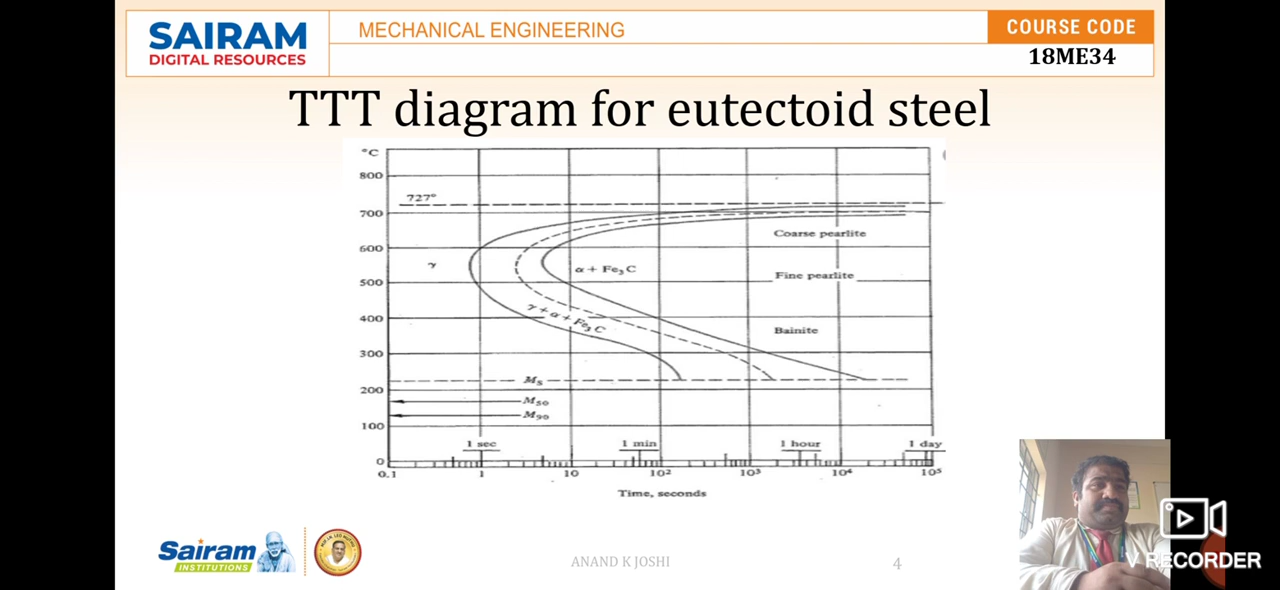 SAIRAM
DIGITAL RESOURCES
MECHANICAL ENGINEERING
COURSE CODE
18ME34
TTT diagram for eutectoid steel
°C
800
727°
700
Coarse pearlite
600
γ
α + Fe₃C
Fine pearlite
500
400
γ + α + Fe₃C
Bainite
300
Mₛ
200
M₅₀
M₉₀
100
1 sec
1 min
1 hour
1 day
0
0.1
1
10
10²
10³
10⁴
10⁵
Time, seconds
Sairam
INSTITUTIONS
ANAND K JOSHI
4
V RECORDER